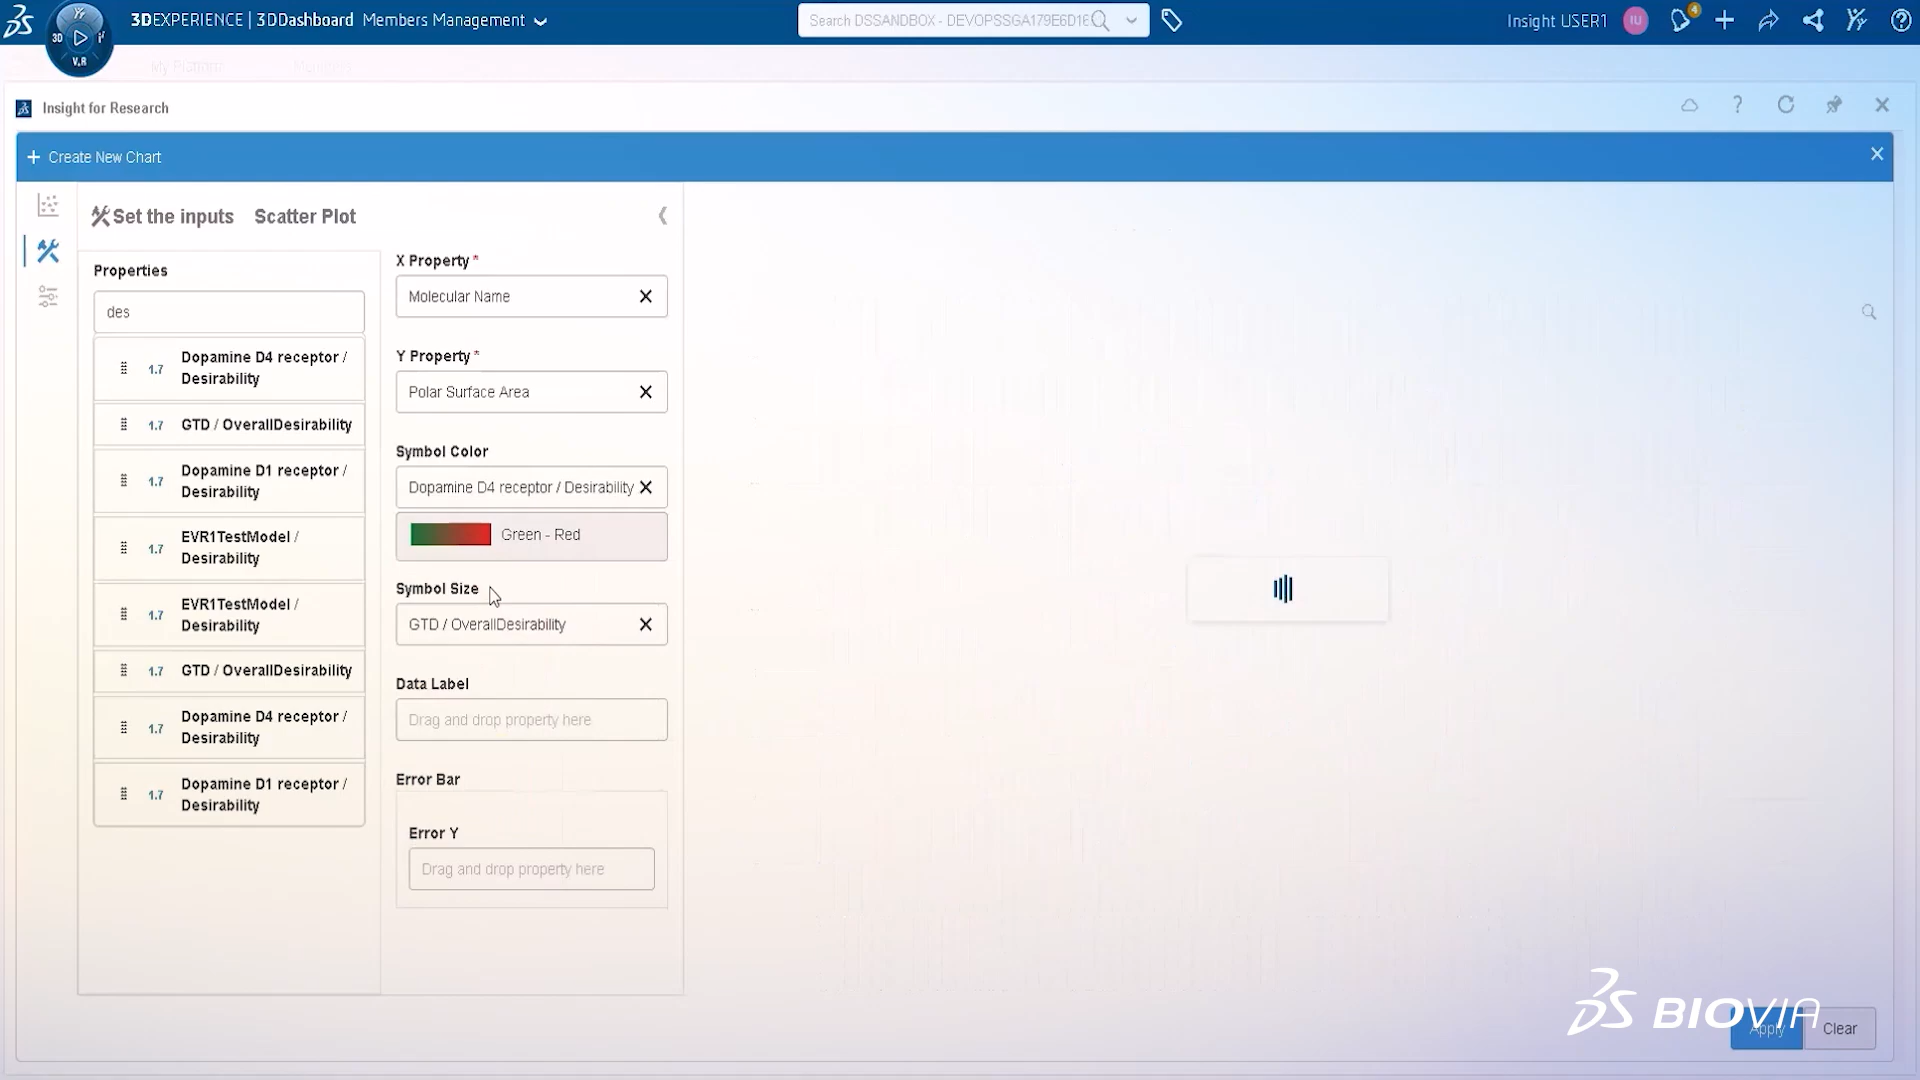 3DEXPERIENCE | 3DDashboard Members Management
Search DSSANDBOX - DEVOPSSGA179E6D16
Insight USER1 IU 4
3D V.R
Insight for Research
+ Create New Chart
Set the inputs Scatter Plot
Properties
des
1.7 Dopamine D4 receptor /
Desirability
1.7 GTD / OverallDesirability
1.7 Dopamine D1 receptor /
Desirability
1.7 EVR1TestModel /
Desirability
1.7 EVR1TestModel /
Desirability
1.7 GTD / OverallDesirability
1.7 Dopamine D4 receptor /
Desirability
1.7 Dopamine D1 receptor /
Desirability
X Property *
Molecular Name
Y Property *
Polar Surface Area
Symbol Color
Dopamine D4 receptor / Desirability
Green - Red
Symbol Size
GTD / OverallDesirability
Data Label
Drag and drop property here
Error Bar
Error Y
Drag and drop property here
BIOVIA
Apply
Clear